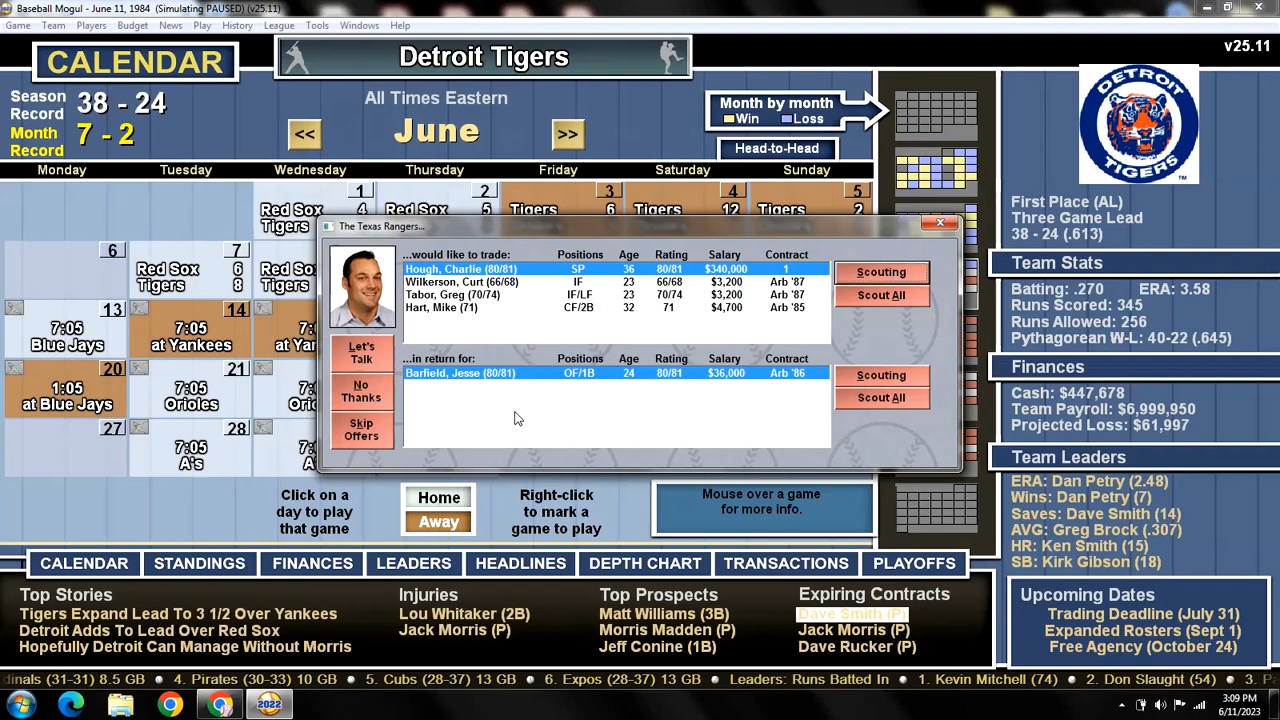 Baseball Mogul - June 11, 1984 (Simulating PAUSED) (v25.11)
Game Team Players Budget News Play History League Tools Windows Help
CALENDAR
Detroit Tigers
v25.11
Season Record 38 - 24
Month Record 7 - 2
All Times Eastern
<< June >>
Month by month
Win Loss
Head-to-Head
DETROIT TIGERS
Monday Tuesday Wednesday Thursday Friday Saturday Sunday
1 2 3 4 5
Red Sox 4 Red Sox 5 Tigers 6 Tigers 12 Tigers 2
Tigers Tigers
6 7
Red Sox 6 Red
Tigers 8 Tig
13 14
7:05 7:05 7:0
Blue Jays at Yankees at Yan
20 21
1:05 7:05
at Blue Jays Orioles Orio
27 28
7:05 7:0
A's A
The Texas Rangers...
...would like to trade: Positions Age Rating Salary Contract
Hough, Charlie (80/81) SP 36 80/81 $340,000 1
Wilkerson, Curt (66/68) IF 23 66/68 $3,200 Arb '87
Tabor, Greg (70/74) IF/LF 23 70/74 $3,200 Arb '87
Hart, Mike (71) CF/2B 32 71 $4,700 Arb '85
Scouting
Scout All
Let's Talk
No Thanks
Skip Offers
...in return for: Positions Age Rating Salary Contract
Barfield, Jesse (80/81) OF/1B 24 80/81 $36,000 Arb '86
Scouting
Scout All
First Place (AL)
Three Game Lead
38 - 24 (.613)
Team Stats
Batting: .270 ERA: 3.58
Runs Scored: 345
Runs Allowed: 256
Pythagorean W-L: 40-22 (.645)
Finances
Cash: $447,678
Team Payroll: $6,999,950
Projected Loss: $61,997
Team Leaders
ERA: Dan Petry (2.48)
Wins: Dan Petry (7)
Saves: Dave Smith (14)
AVG: Greg Brock (.307)
HR: Ken Smith (15)
SB: Kirk Gibson (18)
Click on a day to play that game
Home
Away
Right-click to mark a game to play
Mouse over a game for more info.
CALENDAR STANDINGS FINANCES LEADERS HEADLINES DEPTH CHART TRANSACTIONS PLAYOFFS
Top Stories
Tigers Expand Lead To 3 1/2 Over Yankees
Detroit Adds To Lead Over Red Sox
Hopefully Detroit Can Manage Without Morris
Injuries
Lou Whitaker (2B)
Jack Morris (P)
Top Prospects
Matt Williams (3B)
Morris Madden (P)
Jeff Conine (1B)
Expiring Contracts
Dave Smith (P)
Jack Morris (P)
Dave Rucker (P)
Upcoming Dates
Trading Deadline (July 31)
Expanded Rosters (Sept 1)
Free Agency (October 24)
dinals (31-31) 8.5 GB • 4. Pirates (30-33) 10 GB • 5. Cubs (28-37) 13 GB • 6. Expos (28-37) 13 GB • Leaders: Runs Batted In • 1. Kevin Mitchell (74) • 2. Don Slaught (54) • 3. P
2022
3:09 PM
6/11/2023